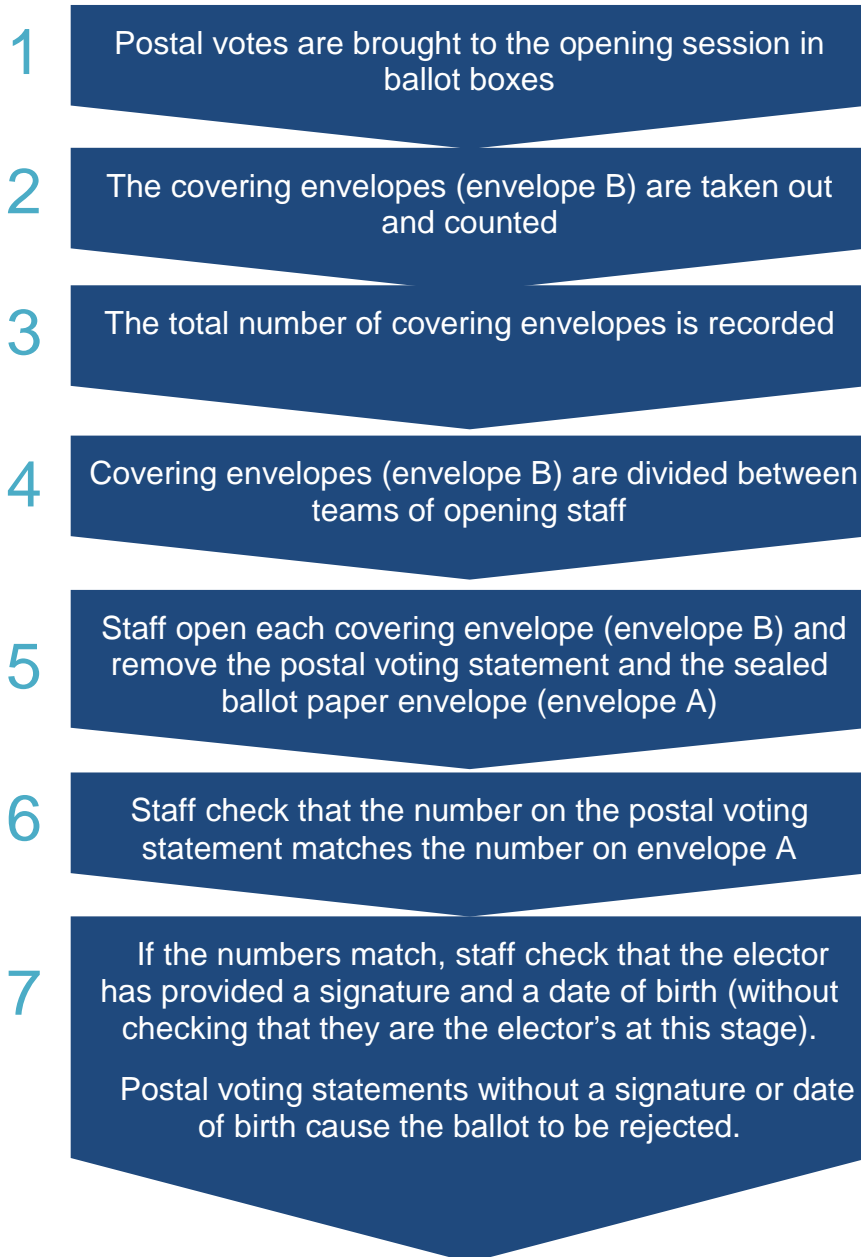 1
Postal votes are brought to the opening session in
ballot boxes
2
The covering envelopes (envelope B) are taken out
and counted
3
The total number of covering envelopes is recorded
4
Covering envelopes (envelope B) are divided between
teams of opening staff
5
Staff open each covering envelope (envelope B) and
remove the postal voting statement and the sealed
ballot paper envelope (envelope A)
6
Staff check that the number on the postal voting
statement matches the number on envelope A
7
If the numbers match, staff check that the elector
has provided a signature and a date of birth (without
checking that they are the elector’s at this stage).
Postal voting statements without a signature or date
of birth cause the ballot to be rejected.